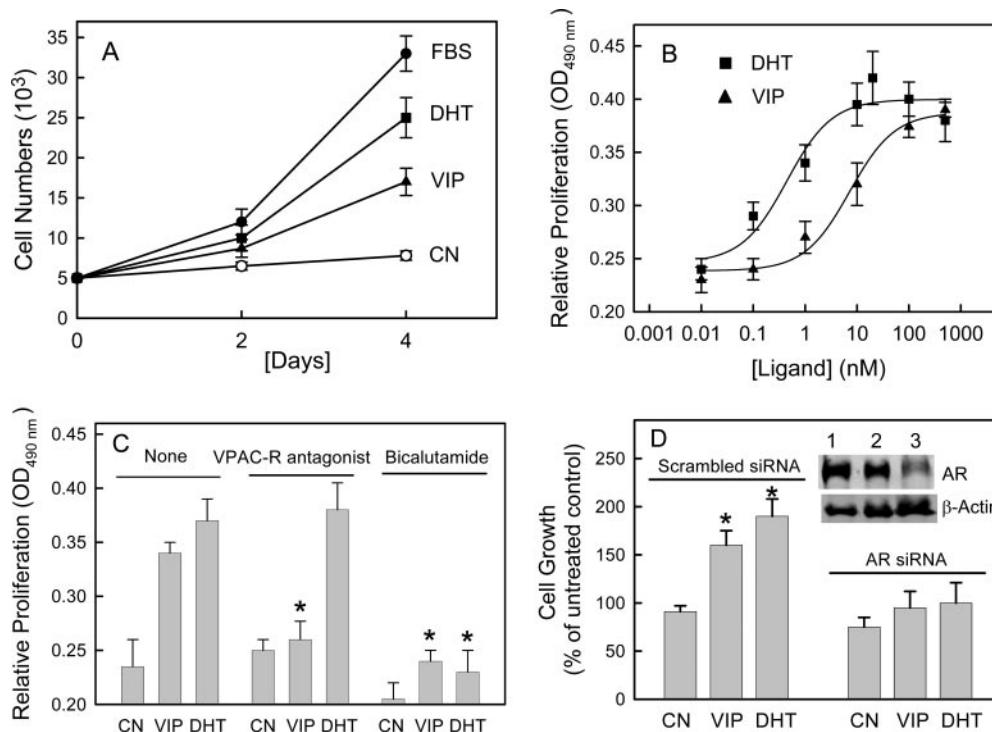 A
Cell Numbers (10³)
35
30
25
20
15
10
5
FBS
DHT
VIP
CN
0 2 4
[Days]
B
Relative Proliferation (OD490 nm)
0.45
0.40
0.35
0.30
0.25
0.20
DHT
VIP
0.001 0.01 0.1 1 10 100 1000
[Ligand] (nM)
C
Relative Proliferation (OD490 nm)
0.45
0.40
0.35
0.30
0.25
0.20
None VPAC-R antagonist Bicalutamide
* * *
CN VIP DHT CN VIP DHT CN VIP DHT
D
Cell Growth
(% of untreated control)
250
200
150
100
50
0
Scrambled siRNA
* *
1 2 3
AR
β-Actin
AR siRNA
CN VIP DHT CN VIP DHT